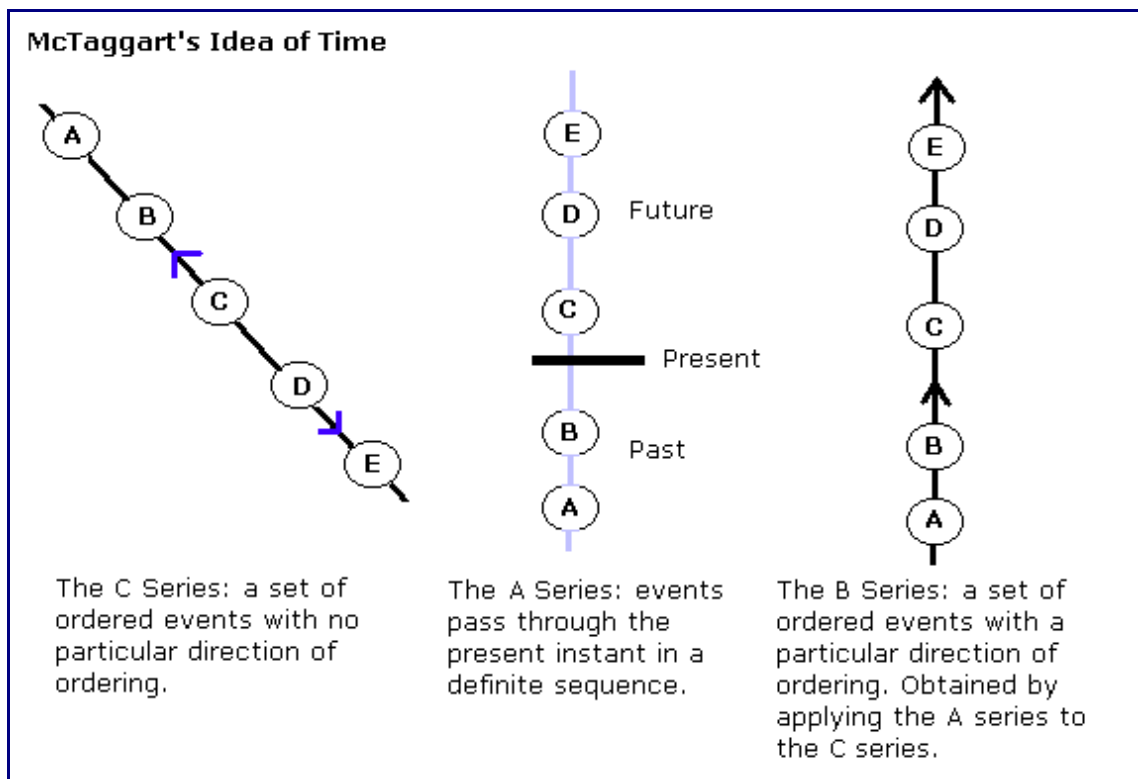 McTaggart's Idea of Time
A
B
C
D
E
The C Series: a set of
ordered events with no
particular direction of
ordering.
E
D
Future
C
Present
B
Past
A
The A Series: events
pass through the
present instant in a
definite sequence.
E
D
C
B
A
The B Series: a set of
ordered events with a
particular direction of
ordering. Obtained by
applying the A series to
the C series.